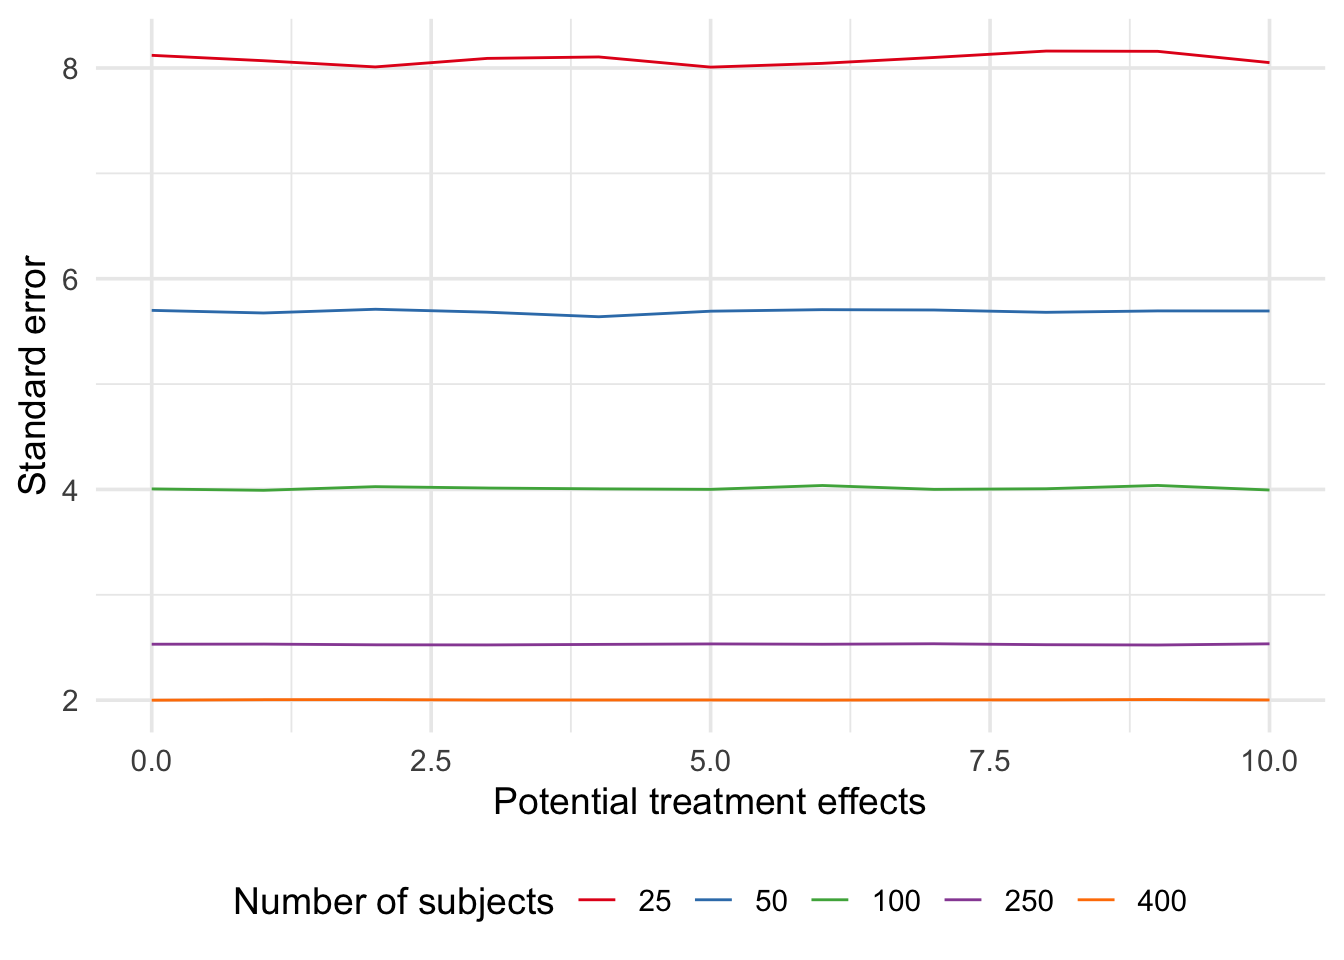 8
6
4
2
Standard error
0.0 2.5 5.0 7.5 10.0
Potential treatment effects
Number of subjects 25 50 100 250 400